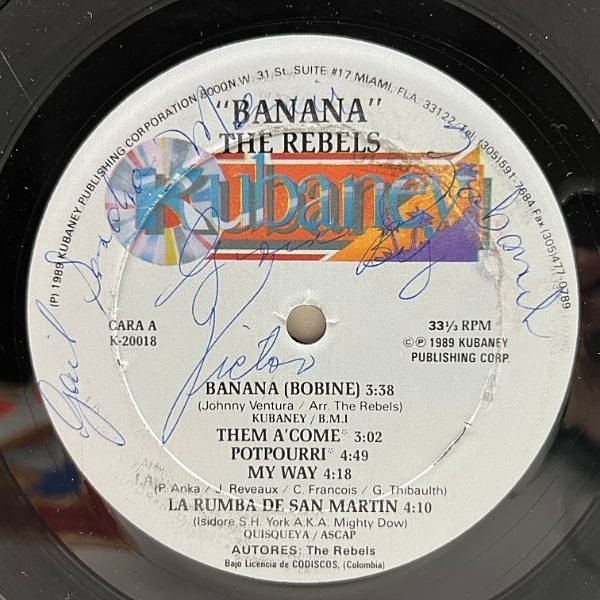 (P) 1989 KUBANEY PUBLISHING CORPORATION 8000 N.W. 31 St. SUITE #17 MIAMI, FLA. 33122, Tel (305)591-7684 Fax (305)477-0789
"BANANA"
THE REBELS
Kubaney
Gail
Victor
CARA A
K-20018
33⅓ RPM
© ℗ 1989 KUBANEY
PUBLISHING CORP.
BANANA (BOBINE) 3:38
(Johnny Ventura / Arr. The Rebels)
KUBANEY / B.M.I
THEM A'COME* 3:02
POTPOURRI* 4:49
MY WAY 4:18
(P. Anka / J. Reveaux / C. Francois / G. Thibaulth)
LA RUMBA DE SAN MARTIN 4:10
(Isidore S.H. York A.K.A. Mighty Dow)
QUISQUEYA / ASCAP
AUTORES: The Rebels
Bajo Licencia de CODISCOS, (Colombia)